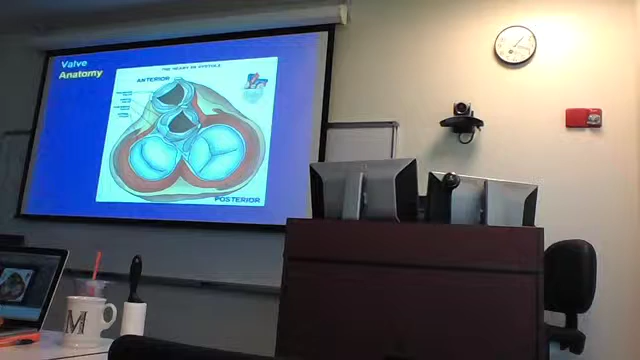 Valve
Anatomy
THE HEART IN SYSTOLE
ANTERIOR
POSTERIOR
M